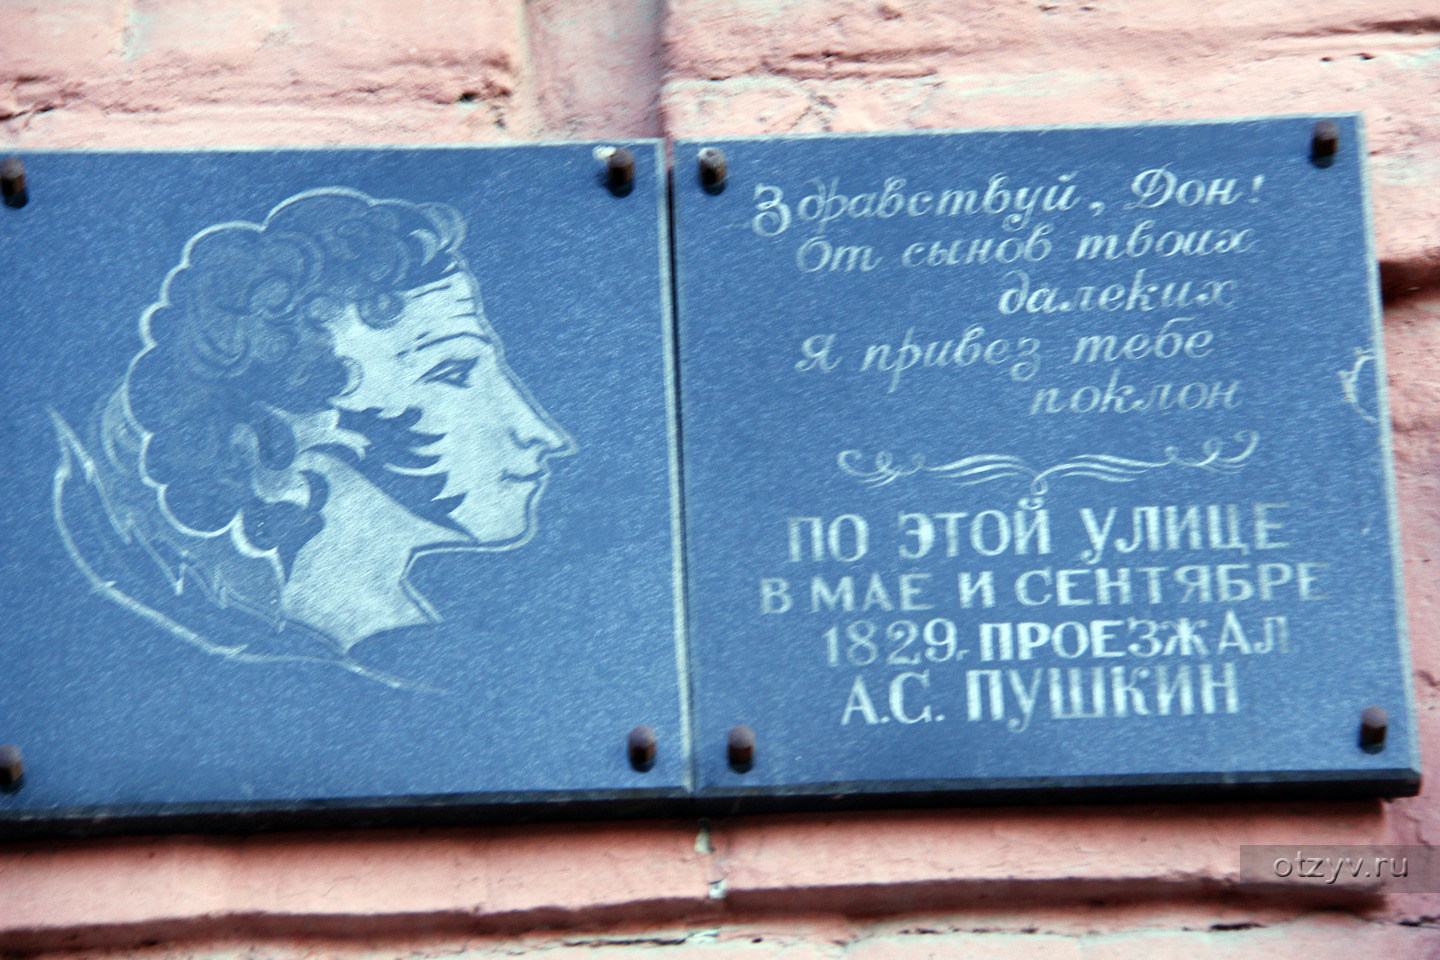 Здравствуй, Дон!
От сынов твоих
далеких
Я привез тебе
поклон
ПО ЭТОЙ УЛИЦЕ
В МАЕ И СЕНТЯБРЕ
1829г. ПРОЕЗЖАЛ
А.С. ПУШКИН
otzyv.ru